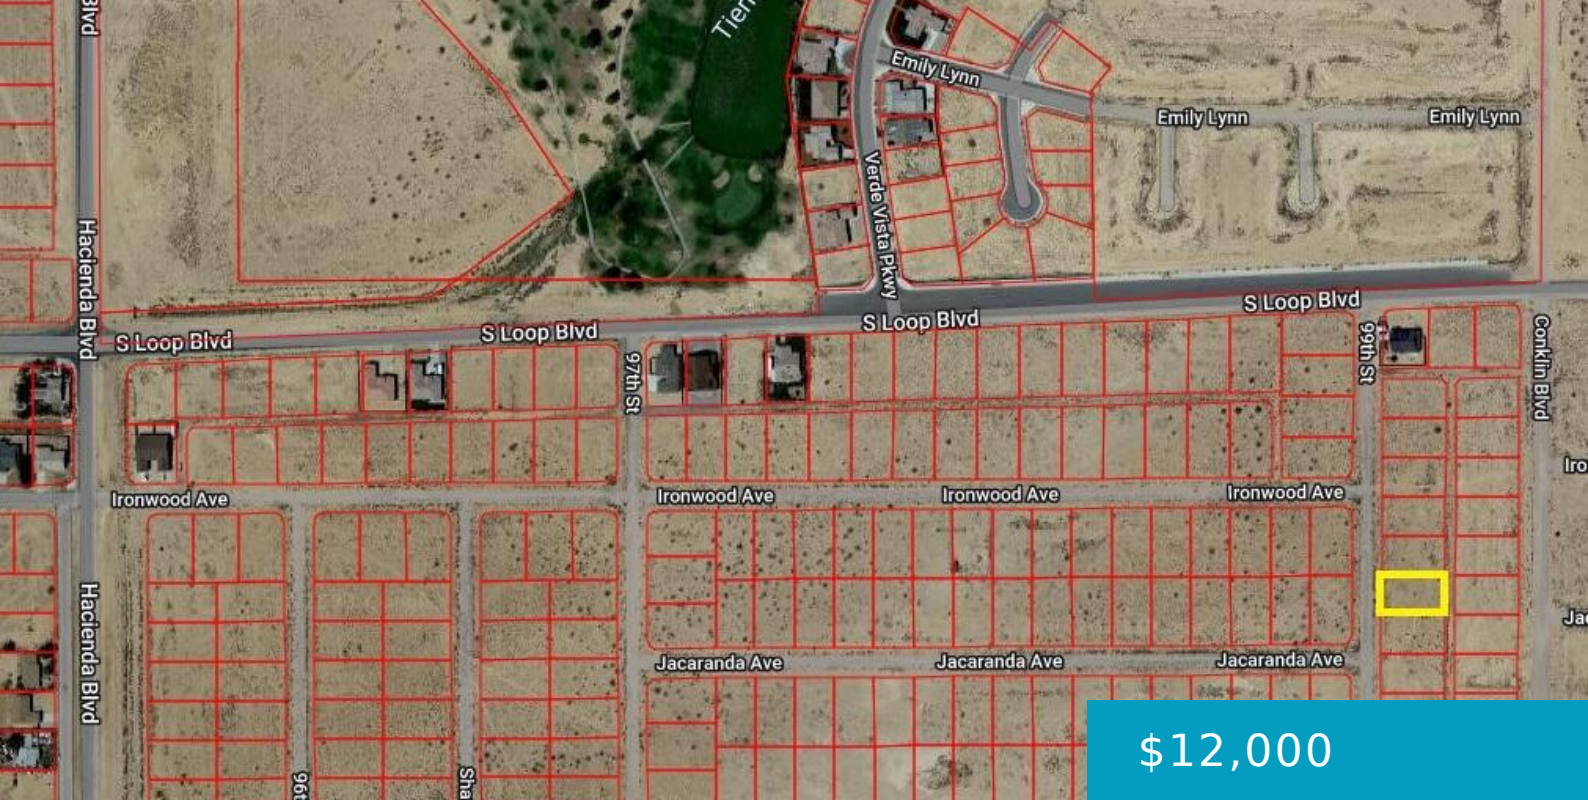 Blvd
Tien
Emily Lynn
Emily Lynn
Emily Lynn
Verde Vista Pkwy
Hacienda Blvd
S Loop Blvd
S Loop Blvd
S Loop Blvd
S Loop Blvd
97th St
99th St
Conklin Blvd
Iro
Ironwood Ave
Ironwood Ave
Ironwood Ave
Ironwood Ave
Hacienda Blvd
Jac
Jacaranda Ave
Jacaranda Ave
Jacaranda Ave
96t
Sha
$12,000